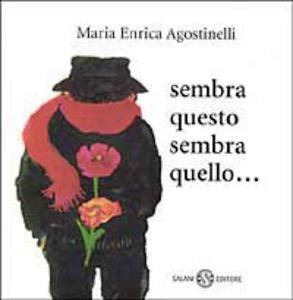 Maria Enrica Agostinelli
sembra
questo
sembra
quello...
SALANI EDITORE